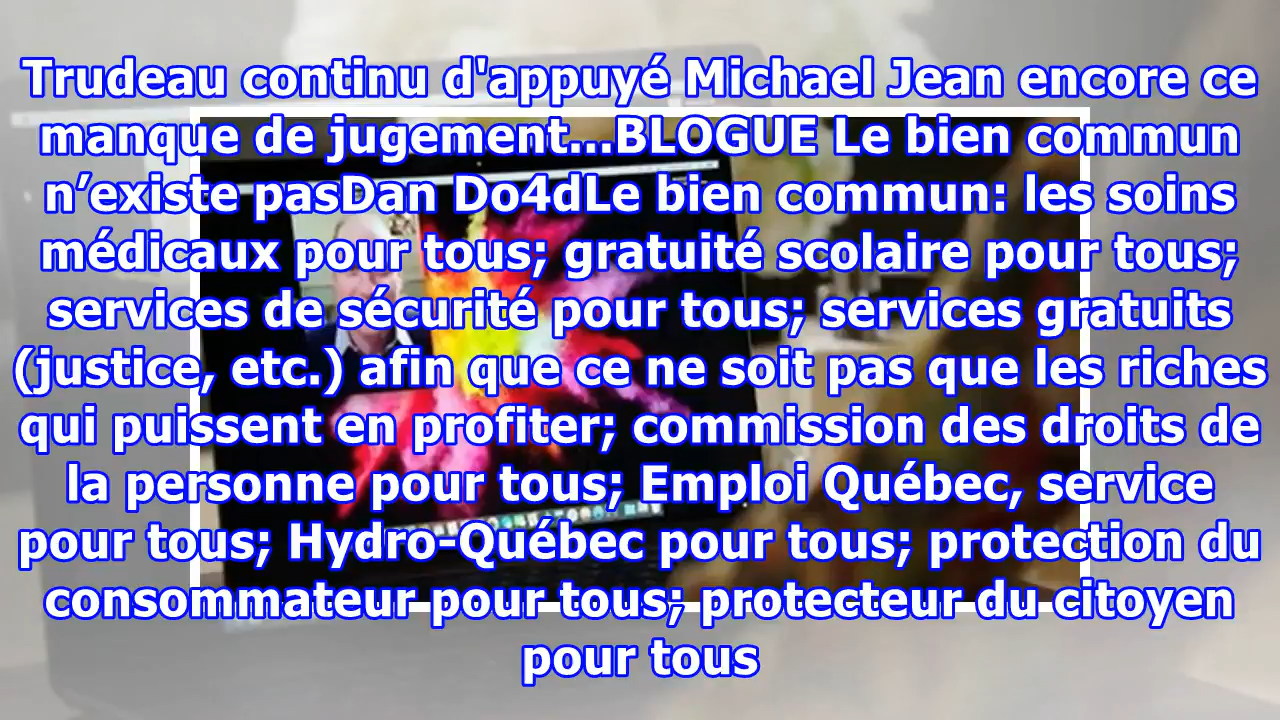 Trudeau continu d'appuyé Michael Jean encore ce
manque de jugement...BLOGUE Le bien commun
n’existe pasDan Do4dLe bien commun: les soins
médicaux pour tous; gratuité scolaire pour tous;
services de sécurité pour tous; services gratuits
(justice, etc.) afin que ce ne soit pas que les riches
qui puissent en profiter; commission des droits de
la personne pour tous; Emploi Québec, service
pour tous; Hydro-Québec pour tous; protection du
consommateur pour tous; protecteur du citoyen
pour tous